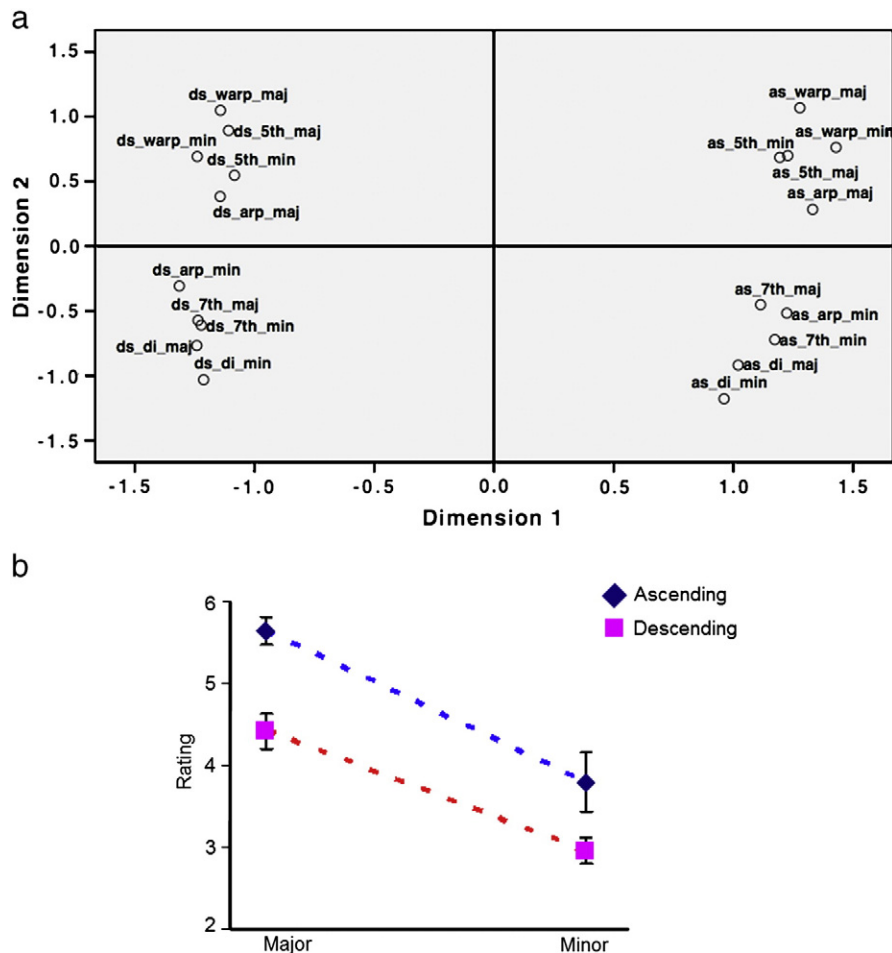 a
1.5
1.0
0.5
0.0
-0.5
-1.0
-1.5
Dimension 2
ds_warp_maj
ds_5th_maj
ds_warp_min
ds_5th_min
ds_arp_maj
as_warp_maj
as_warp_min
as_5th_min
as_5th_maj
as_arp_maj
ds_arp_min
ds_7th_maj
ds_7th_min
ds_di_maj
ds_di_min
as_7th_maj
as_arp_min
as_7th_min
as_di_maj
as_di_min
-1.5 -1.0 -0.5 0.0 0.5 1.0 1.5
Dimension 1
b
Ascending
Descending
6
5
4
3
2
Rating
Major Minor